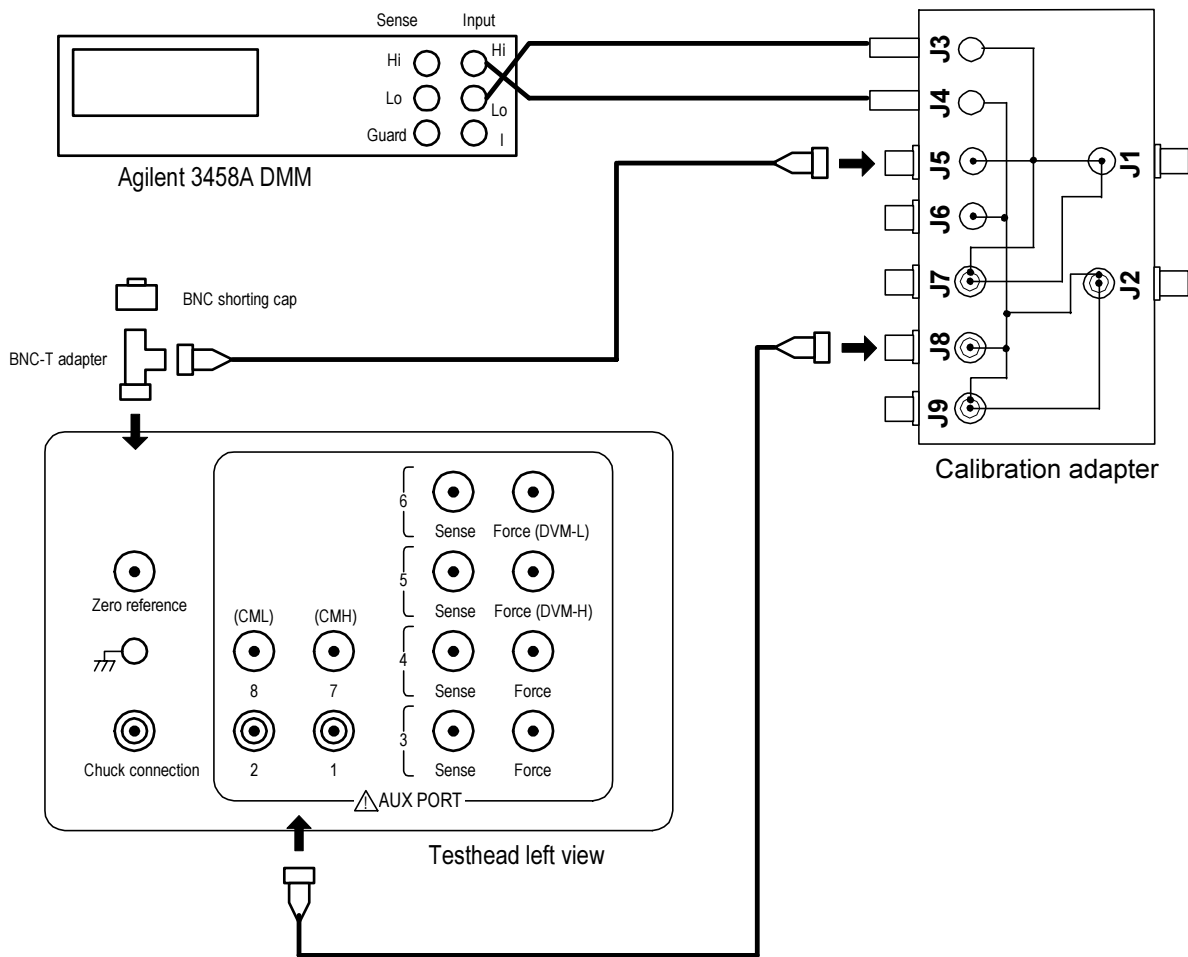 Sense Input
Hi Hi
Lo Lo
Guard I
Agilent 3458A DMM
J3
J4
J5
J6
J7
J8
J9
J1
J2
Calibration adapter
BNC shorting cap
BNC-T adapter
Zero reference
Chuck connection
(CML) (CMH)
8 7
2 1
6
Sense Force (DVM-L)
5
Sense Force (DVM-H)
4
Sense Force
3
Sense Force
AUX PORT
Testhead left view